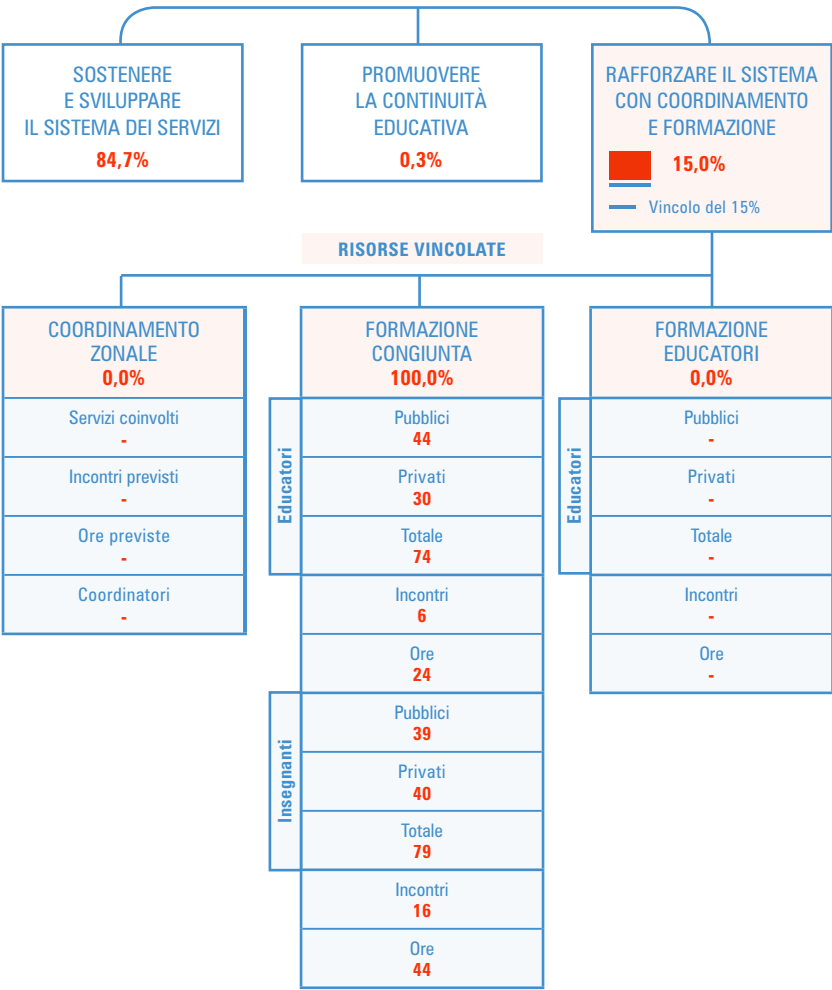 SOSTENERE
E SVILUPPARE
IL SISTEMA DEI SERVIZI
84,7%
PROMUOVERE
LA CONTINUITÀ
EDUCATIVA
0,3%
RAFFORZARE IL SISTEMA
CON COORDINAMENTO
E FORMAZIONE
15,0%
Vincolo del 15%
RISORSE VINCOLATE
COORDINAMENTO
ZONALE
0,0%
Servizi coinvolti
-
Incontri previsti
-
Ore previste
-
Coordinatori
-
FORMAZIONE
CONGIUNTA
100,0%
Educatori
Pubblici
44
Privati
30
Totale
74
Incontri
6
Ore
24
Insegnanti
Pubblici
39
Privati
40
Totale
79
Incontri
16
Ore
44
FORMAZIONE
EDUCATORI
0,0%
Educatori
Pubblici
-
Privati
-
Totale
-
Incontri
-
Ore
-